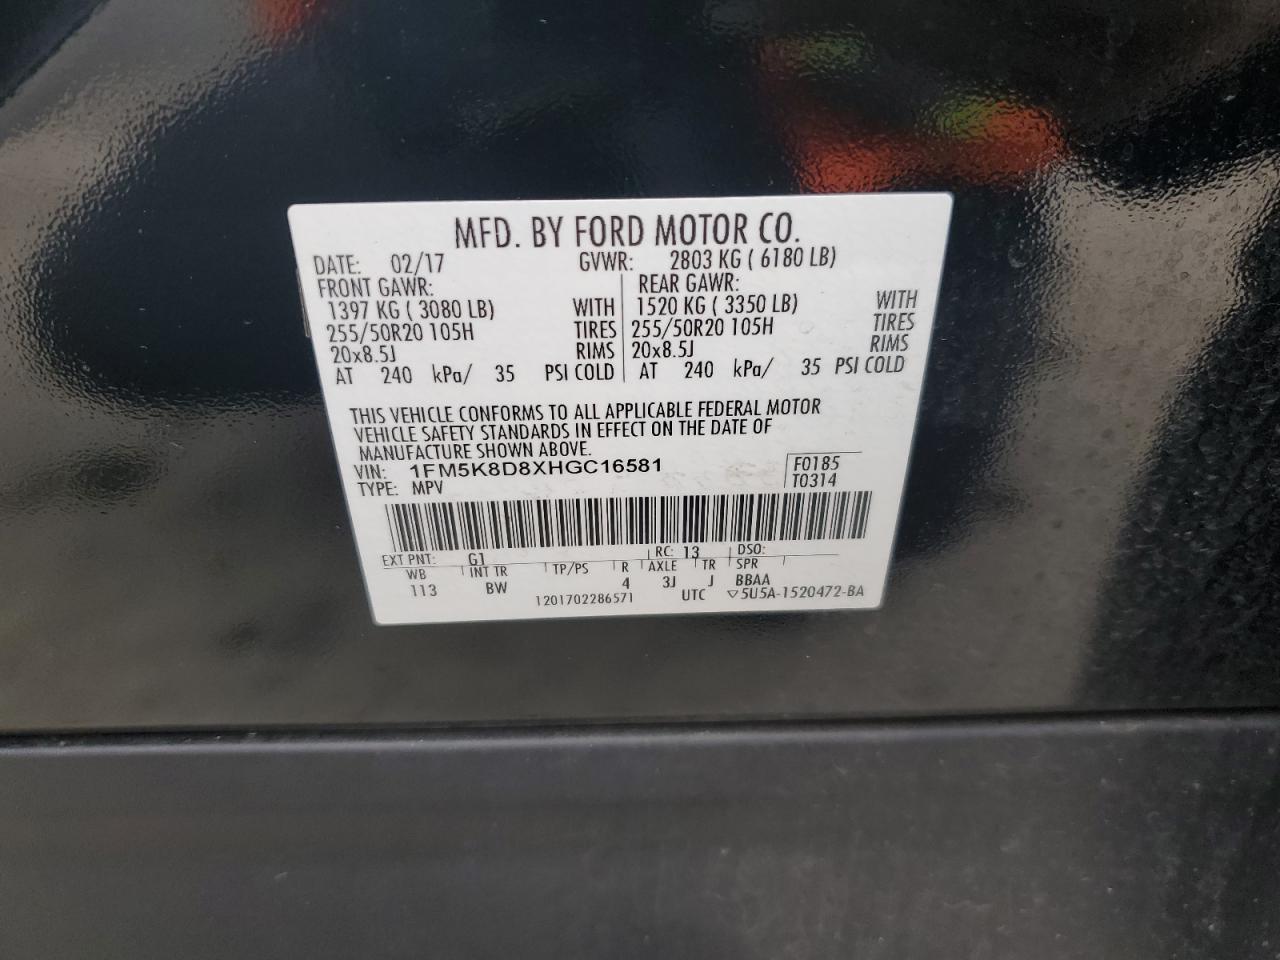 MFD. BY FORD MOTOR CO.
DATE: 02/17 GVWR: 2803 KG ( 6180 LB)
FRONT GAWR: REAR GAWR:
1397 KG ( 3080 LB) WITH 1520 KG ( 3350 LB) WITH
255/50R20 105H TIRES 255/50R20 105H TIRES
20x8.5J RIMS 20x8.5J RIMS
AT 240 kPa/ 35 PSI COLD AT 240 kPa/ 35 PSI COLD
THIS VEHICLE CONFORMS TO ALL APPLICABLE FEDERAL MOTOR
VEHICLE SAFETY STANDARDS IN EFFECT ON THE DATE OF
MANUFACTURE SHOWN ABOVE.
VIN: 1FM5K8D8XHGC16581 F0185
TYPE: MPV T0314
EXT PNT: G1 RC: 13 DSO:
WB INT TR TP/PS R AXLE TR SPR
113 BW 4 3J J BBAA
1201702286571 UTC ▽5U5A-1520472-BA